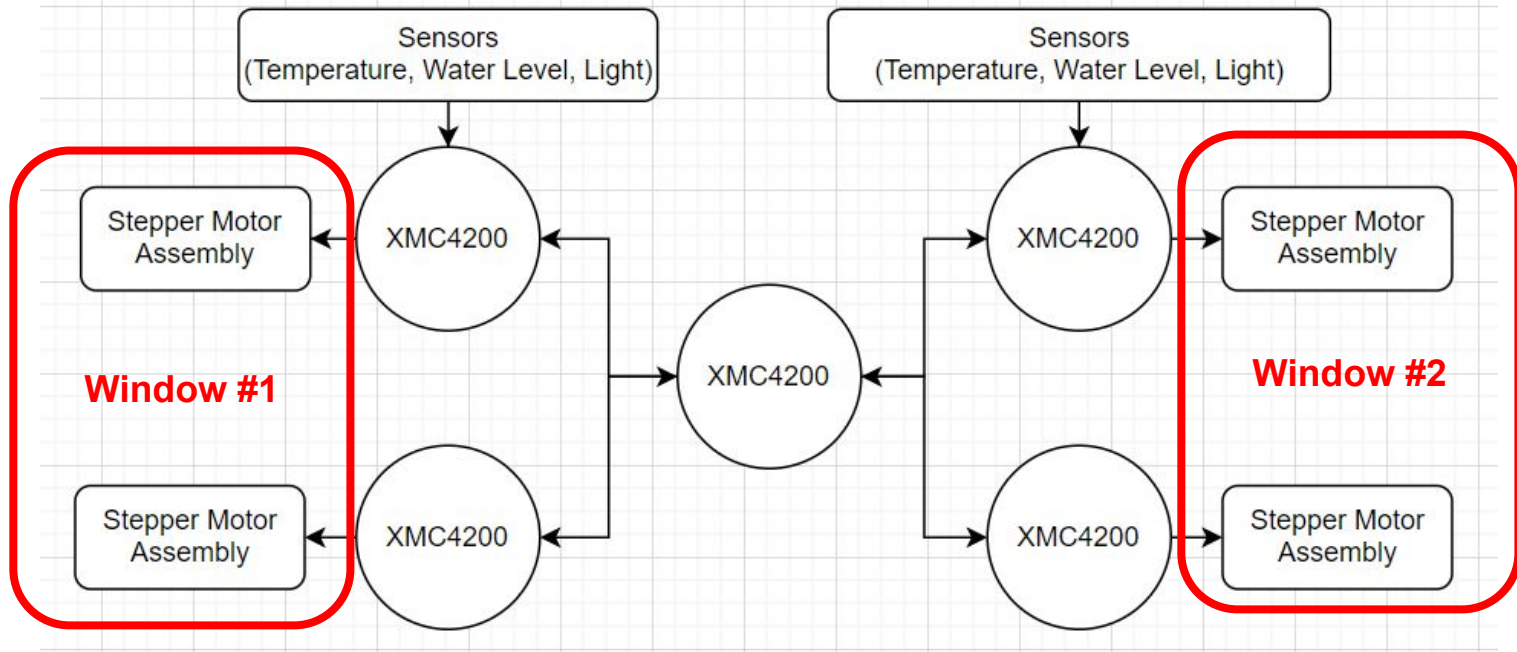 Sensors
(Temperature, Water Level, Light)
Sensors
(Temperature, Water Level, Light)
Stepper Motor
Assembly
XMC4200
XMC4200
Stepper Motor
Assembly
Window #1
XMC4200
Window #2
Stepper Motor
Assembly
XMC4200
XMC4200
Stepper Motor
Assembly